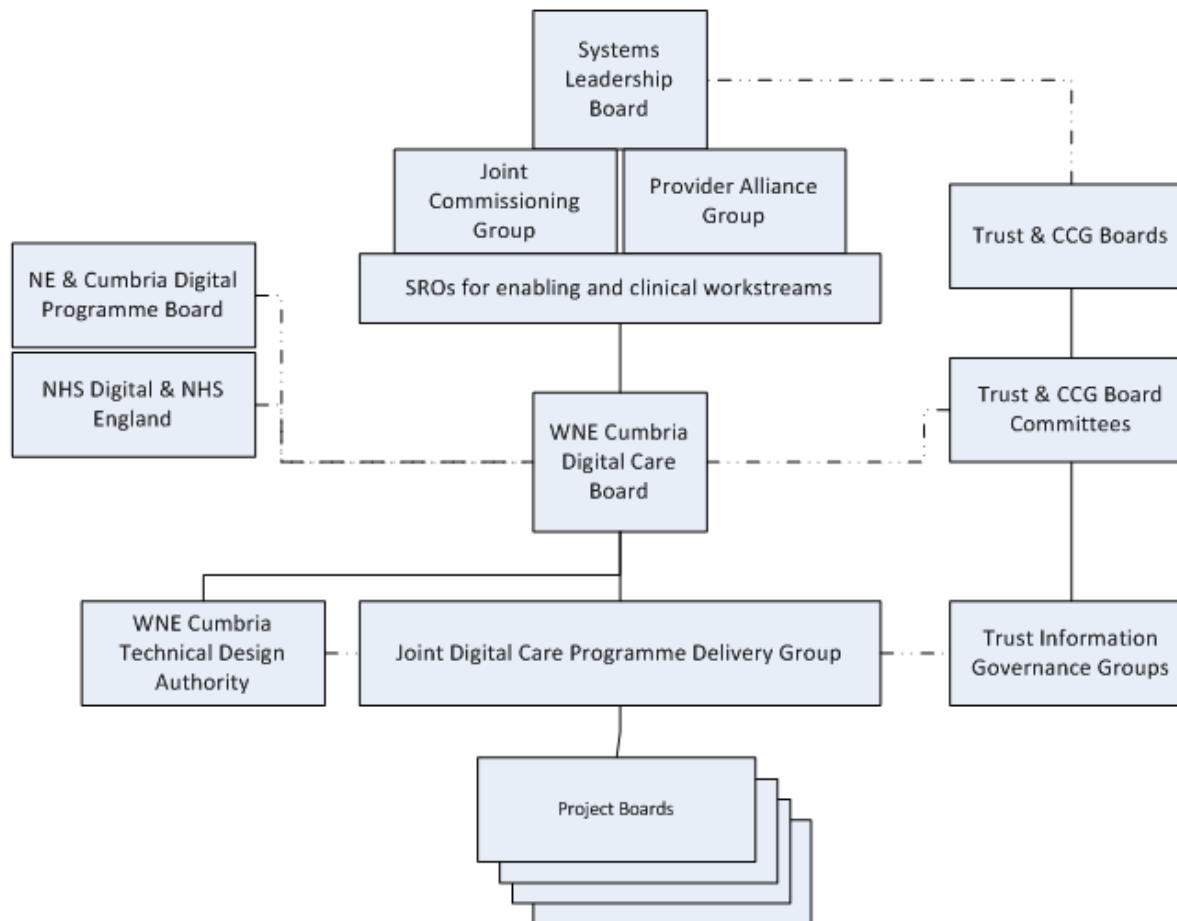 Systems
Leadership
Board
Joint
Commissioning
Group
Provider Alliance
Group
Trust & CCG Boards
NE & Cumbria Digital
Programme Board
SROs for enabling and clinical workstreams
NHS Digital & NHS
England
Trust & CCG Board
Committees
WNE Cumbria
Digital Care
Board
WNE Cumbria
Technical Design
Authority
Joint Digital Care Programme Delivery Group
Trust Information
Governance Groups
Project Boards